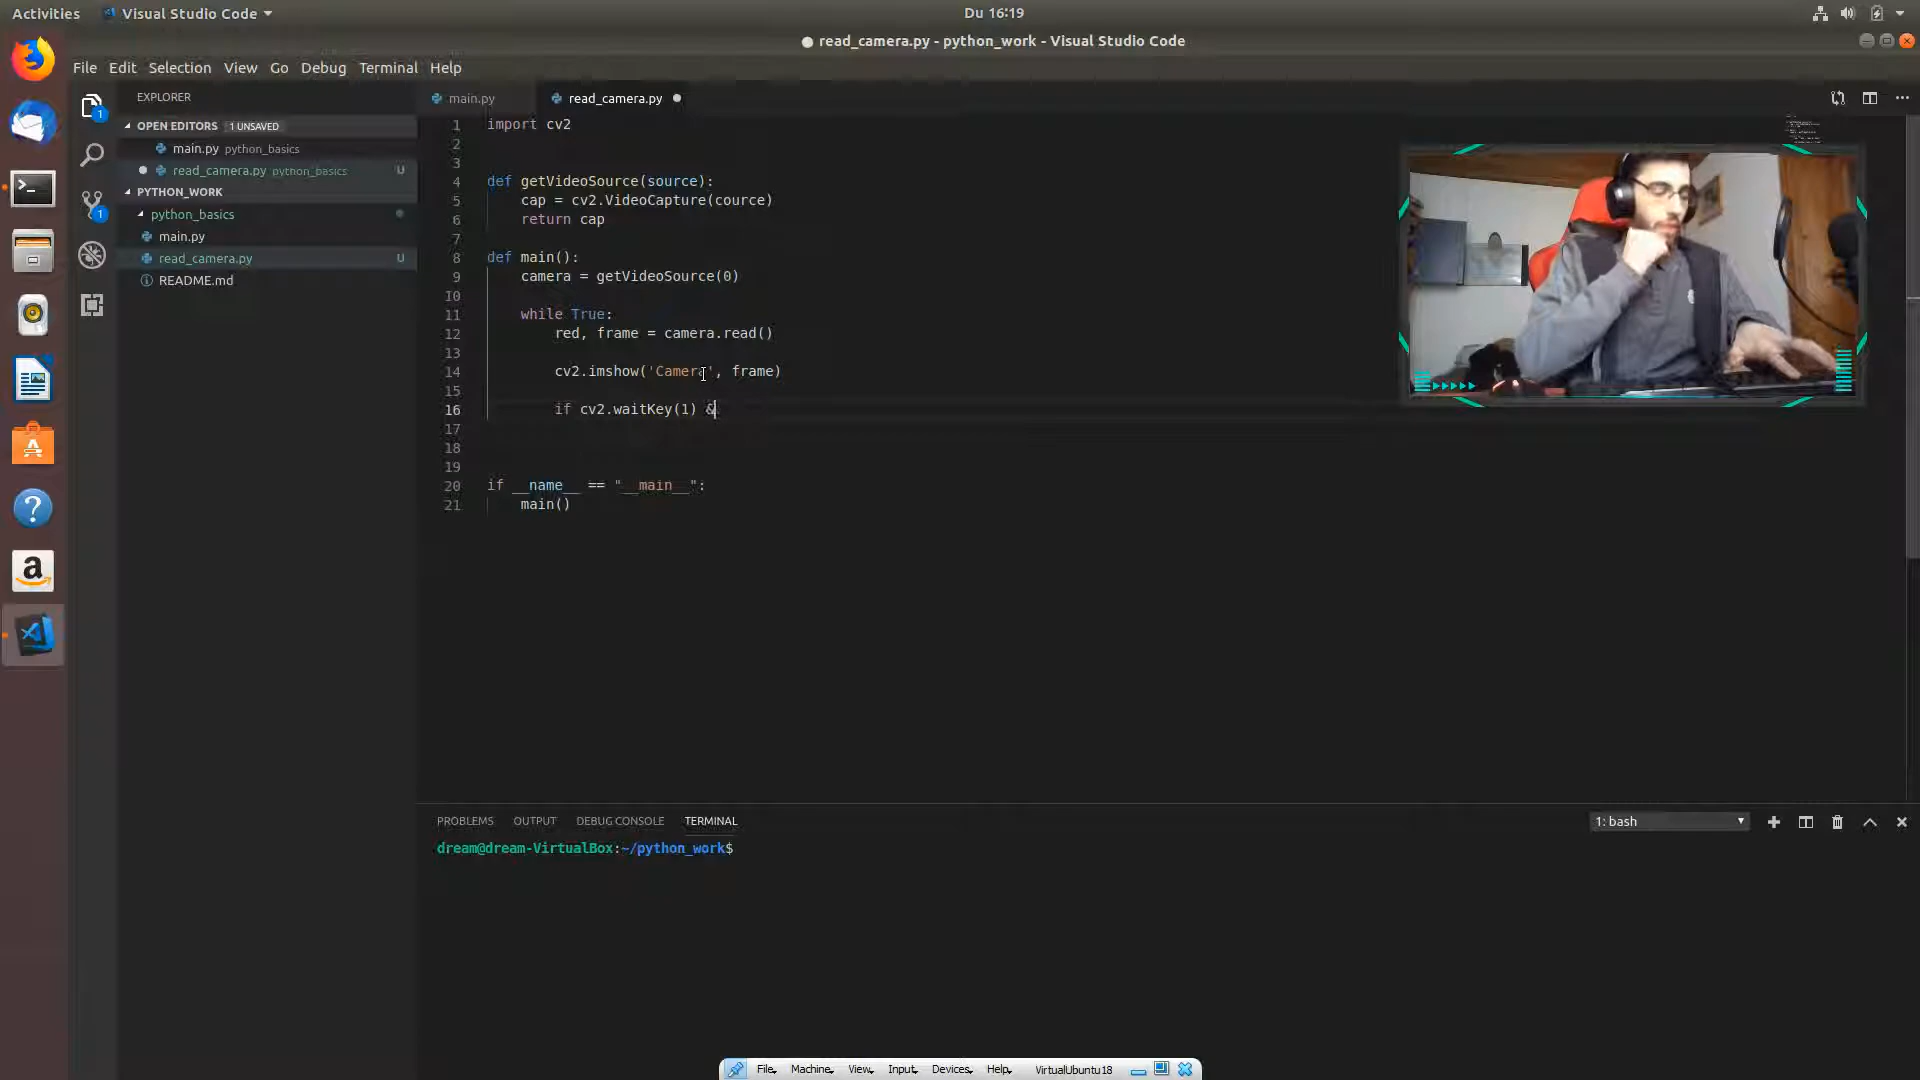 Activities Visual Studio Code Du 16:19
read_camera.py - python_work - Visual Studio Code
File Edit Selection View Go Debug Terminal Help
EXPLORER
OPEN EDITORS 1 UNSAVED
main.py python_basics
read_camera.py python_basics U
PYTHON_WORK
python_basics
main.py
read_camera.py U
README.md
1
1
main.py read_camera.py
1 import cv2
2
3
4 def getVideoSource(source):
5 cap = cv2.VideoCapture(cource)
6 return cap
7
8 def main():
9 camera = getVideoSource(0)
10
11 while True:
12 red, frame = camera.read()
13
14 cv2.imshow('Camera', frame)
15
16 if cv2.waitKey(1) &
17
18
19
20 if __name__ == "__main__":
21 main()
PROBLEMS OUTPUT DEBUG CONSOLE TERMINAL 1: bash
dream@dream-VirtualBox:~/python_work$
File Machine View Input Devices Help VirtualUbuntu18